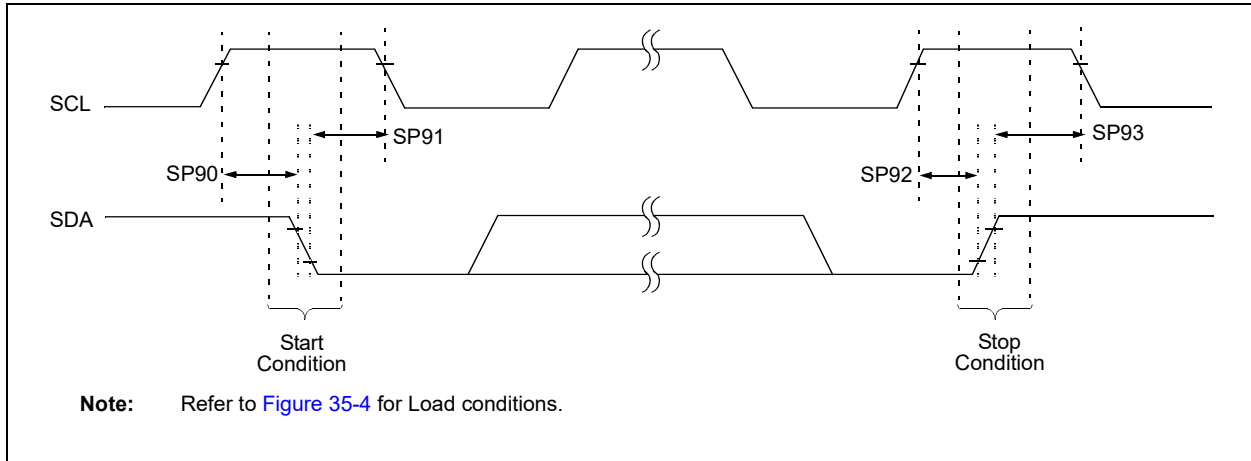 SCL
SP91
SP93
SP90
SP92
SDA
Start
Condition
Stop
Condition
Note: Refer to Figure 35-4 for Load conditions.